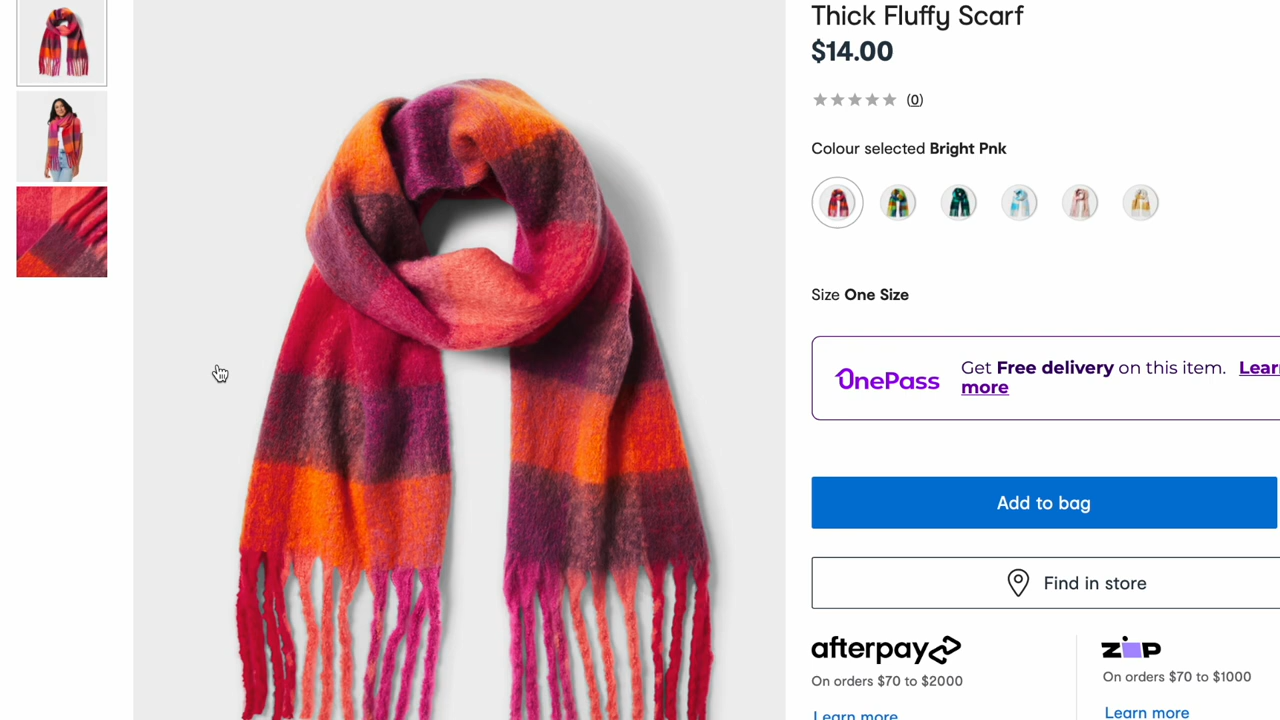 Thick Fluffy Scarf
$14.00
(0)
Colour selected Bright Pnk
Size One Size
OnePass
Get Free delivery on this item. Lear
more
Add to bag
Find in store
afterpay
zip
On orders $70 to $2000
On orders $70 to $1000
Learn more
Learn more